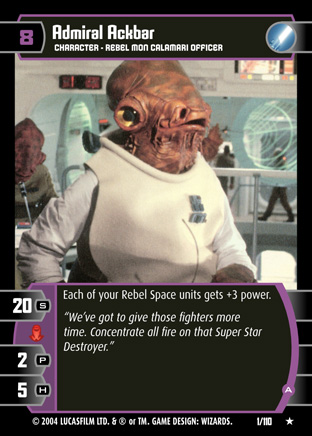 8 Admiral Ackbar
CHARACTER - REBEL MON CALAMARI OFFICER
20 S
Each of your Rebel Space units gets +3 power.
“We’ve got to give those fighters more
time. Concentrate all fire on that Super Star
Destroyer.”
2 P
5 H
A
© 2004 LUCASFILM LTD. & ® or TM. GAME DESIGN: WIZARDS. 1/110 ★